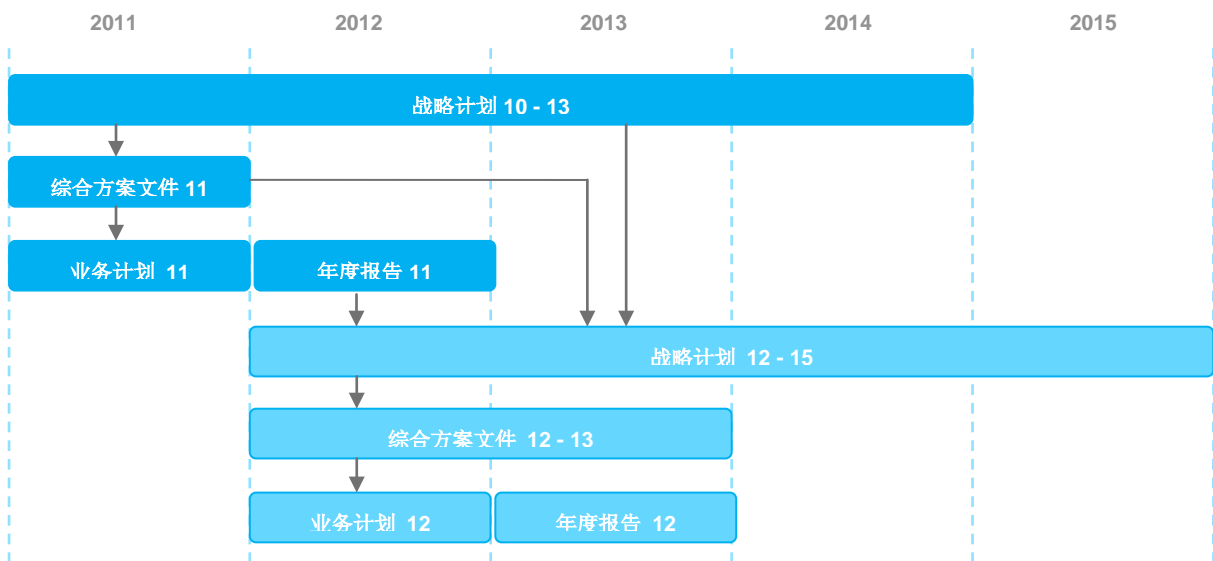 2011 2012 2013 2014 2015
战略计划 10 - 13
综合方案文件 11
业务计划 11 年度报告 11
战略计划 12 - 15
综合方案文件 12 - 13
业务计划 12 年度报告 12